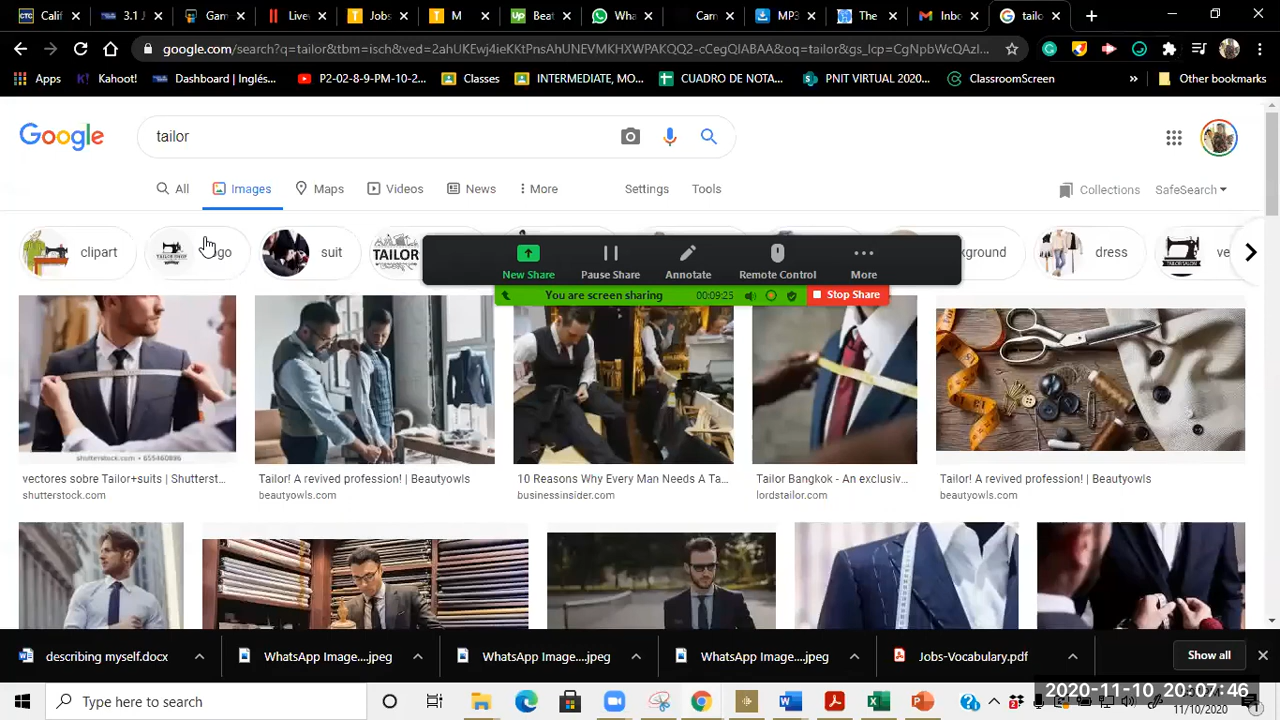 Calif
3.1
Gam
Live
Jobs
M
Beat
Wha
Carr
MP3
The
Inbo
tailo
google.com/search?q=tailor&tbm=isch&ved=2ahUKEwj4ieKKtPnsAhUNEVMKHXWPAKQQ2-cCegQIABAA&oq=tailor&gs_lcp=CgNpbWcQAzI...
Apps Kahoot! Dashboard | Inglés... P2-02-8-9-PM-10-2... Classes INTERMEDIATE, MO... CUADRO DE NOTA... PNIT VIRTUAL 2020... ClassroomScreen » Other bookmarks
Google
tailor
All Images Maps Videos News More Settings Tools Collections SafeSearch
clipart
suit
TAILOR
dress
New Share Pause Share Annotate Remote Control More
You are screen sharing 00:09:25 Stop Share
shutterstock.com • 655460896
vectores sobre Tailor+suits | Shutterst...
shutterstock.com
Tailor! A revived profession! | Beautyowls
beautyowls.com
10 Reasons Why Every Man Needs A Ta...
businessinsider.com
Tailor Bangkok - An exclusiv...
lordstailor.com
Tailor! A revived profession! | Beautyowls
beautyowls.com
describing myself.docx WhatsApp Image....jpeg WhatsApp Image....jpeg WhatsApp Image....jpeg Jobs-Vocabulary.pdf Show all
Type here to search
2020-11-10 20:07:46
11/10/2020